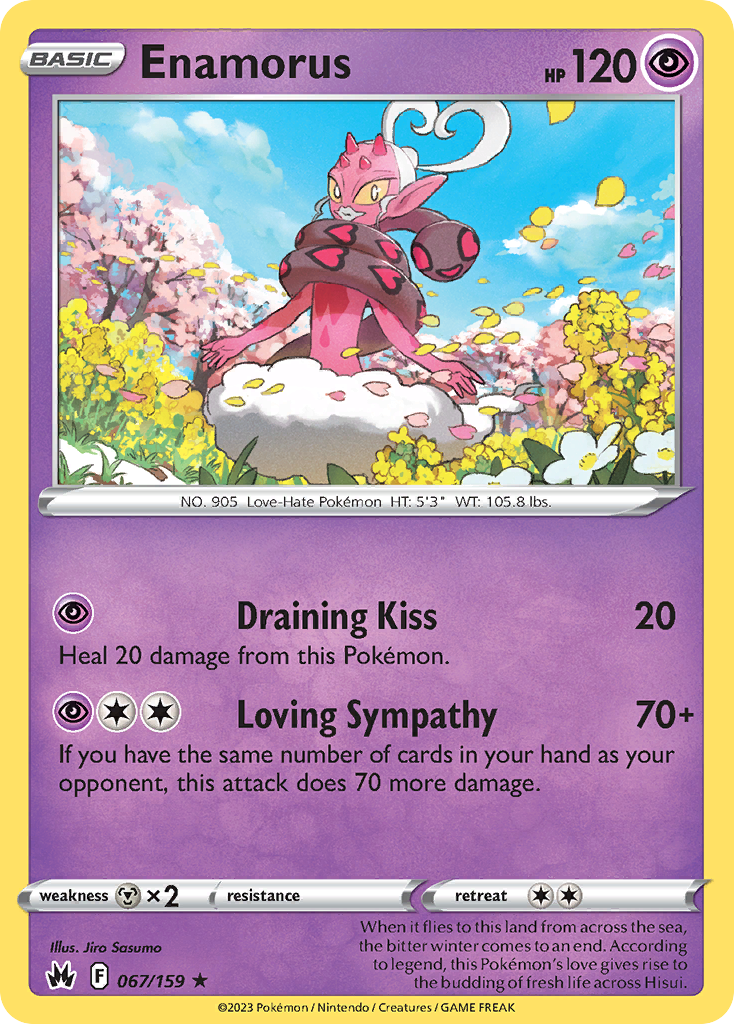 BASIC
Enamorus
HP 120
NO. 905 Love-Hate Pokémon HT: 5'3" WT: 105.8 lbs.
Draining Kiss 20
Heal 20 damage from this Pokémon.
Loving Sympathy 70+
If you have the same number of cards in your hand as your
opponent, this attack does 70 more damage.
weakness ×2 resistance retreat
Illus. Jiro Sasumo
When it flies to this land from across the sea,
the bitter winter comes to an end. According
to legend, this Pokémon's love gives rise to
the budding of fresh life across Hisui.
F 067/159 ★
©2023 Pokémon / Nintendo / Creatures / GAME FREAK